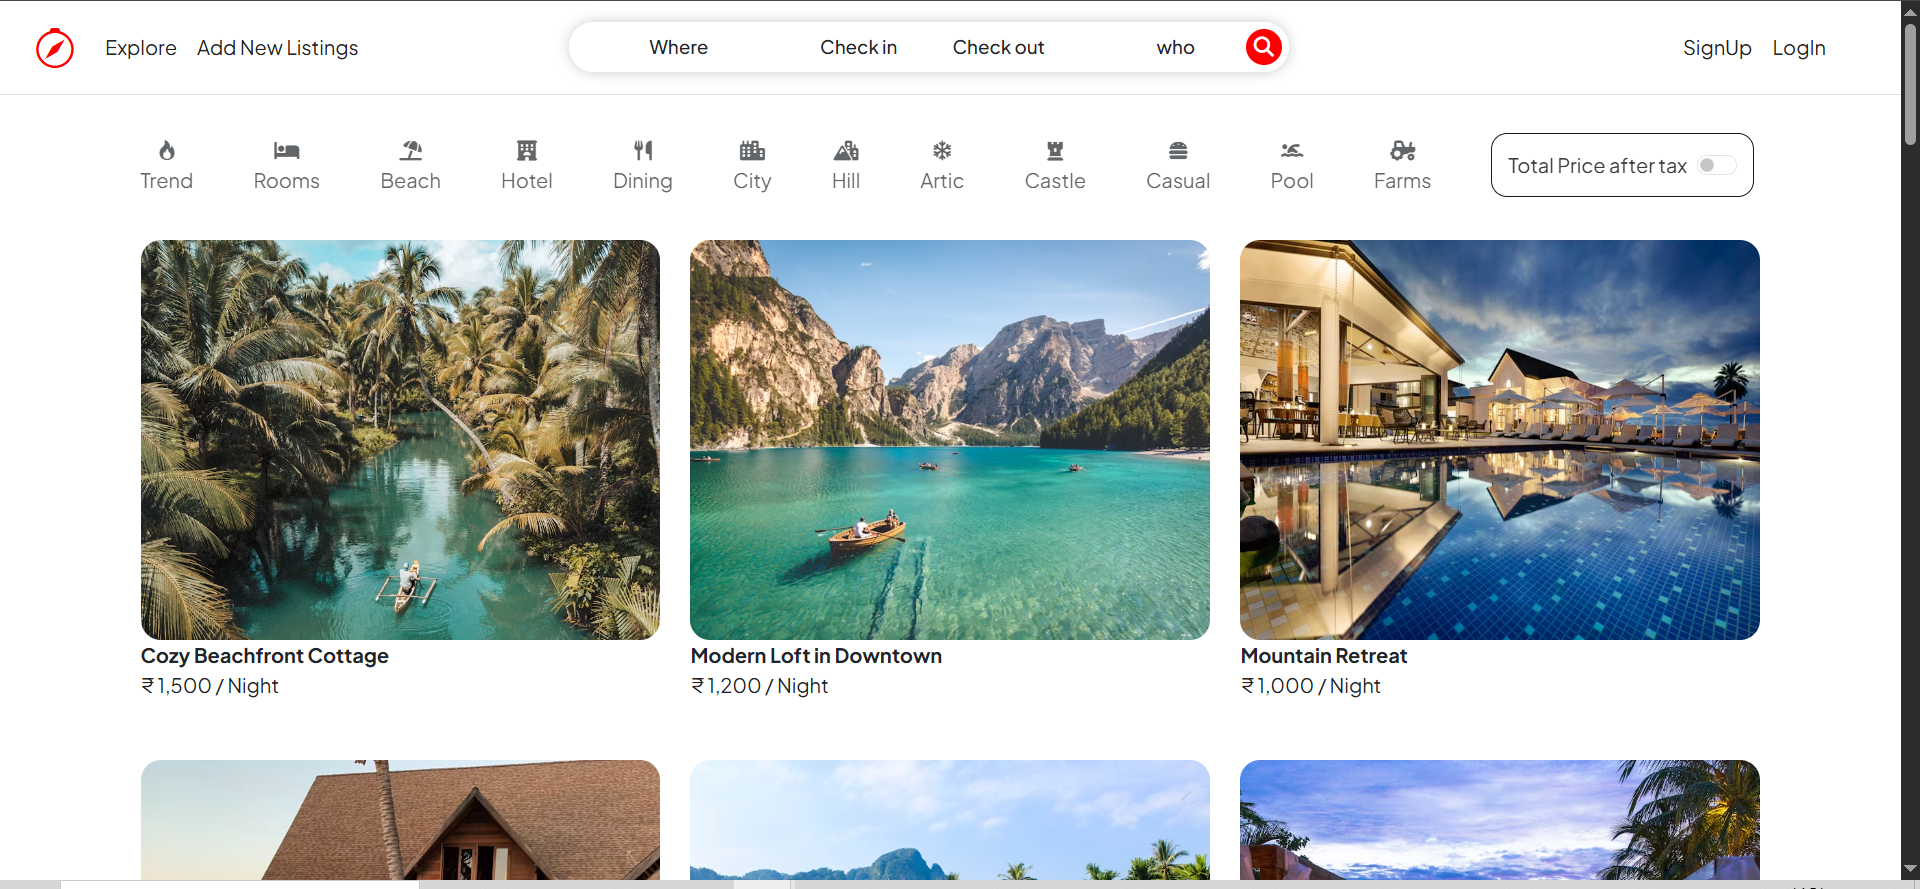 Explore Add New Listings Where Check in Check out who SignUp LogIn
Trend Rooms Beach Hotel Dining City Hill Artic Castle Casual Pool Farms Total Price after tax
Cozy Beachfront Cottage
₹1,500 / Night
Modern Loft in Downtown
₹1,200 / Night
Mountain Retreat
₹1,000 / Night